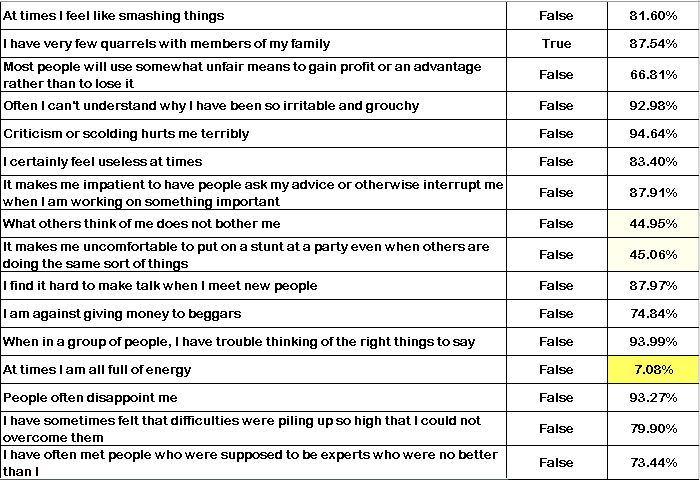 At times I feel like smashing things False 81.60%
I have very few quarrels with members of my family True 87.54%
Most people will use somewhat unfair means to gain profit or an advantage
rather than to lose it False 66.81%
Often I can't understand why I have been so irritable and grouchy False 92.98%
Criticism or scolding hurts me terribly False 94.64%
I certainly feel useless at times False 83.40%
It makes me impatient to have people ask my advice or otherwise interrupt me
when I am working on something important False 87.91%
What others think of me does not bother me False 44.95%
It makes me uncomfortable to put on a stunt at a party even when others are
doing the same sort of things False 45.06%
I find it hard to make talk when I meet new people False 87.97%
I am against giving money to beggars False 74.84%
When in a group of people, I have trouble thinking of the right things to say False 93.99%
At times I am all full of energy False 7.08%
People often disappoint me False 93.27%
I have sometimes felt that difficulties were piling up so high that I could not
overcome them False 79.90%
I have often met people who were supposed to be experts who were no better
than I False 73.44%